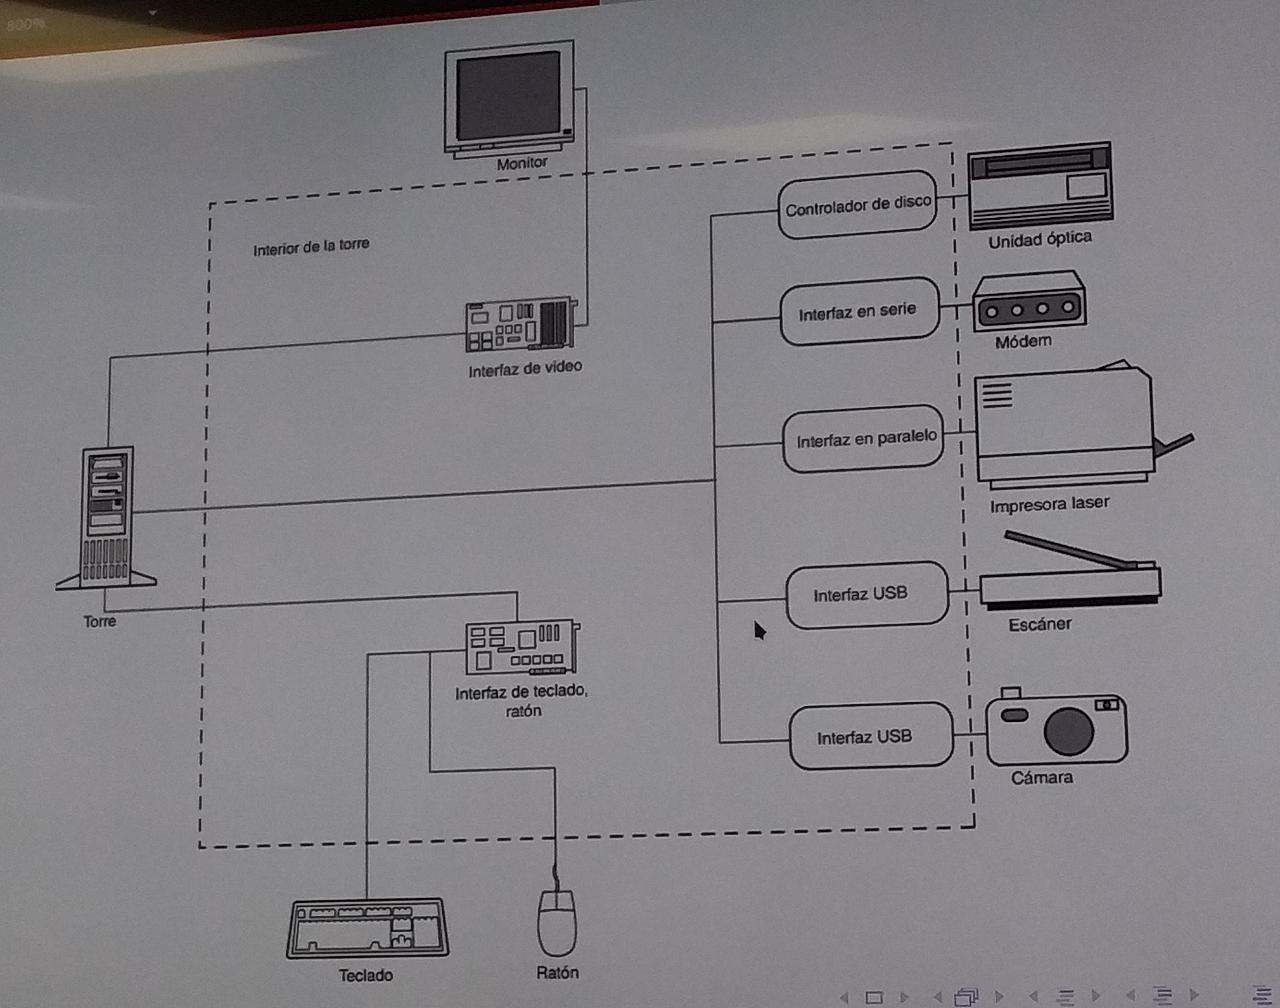 800%
Monitor
Interior de la torre
Controlador de disco
Unidad óptica
Interfaz de video
Interfaz en serie
Módem
Interfaz en paralelo
Impresora laser
Torre
Interfaz USB
Escáner
Interfaz de teclado,
ratón
Interfaz USB
Cámara
Teclado
Ratón